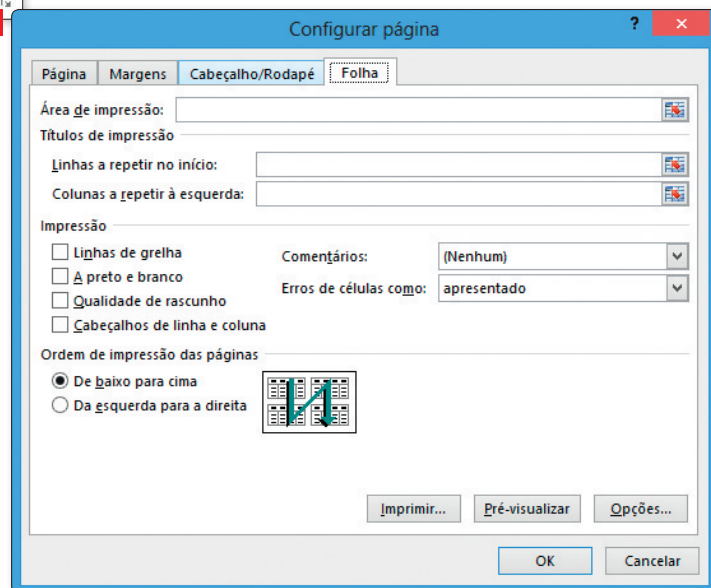 Configurar página
?
Página Margens Cabeçalho/Rodapé Folha
Área de impressão:
Títulos de impressão
Linhas a repetir no início:
Colunas a repetir à esquerda:
Impressão
Linhas de grelha
A preto e branco
Qualidade de rascunho
Cabeçalhos de linha e coluna
Comentários: (Nenhum)
Erros de células como: apresentado
Ordem de impressão das páginas
De baixo para cima
Da esquerda para a direita
Imprimir... Pré-visualizar Opções...
OK Cancelar